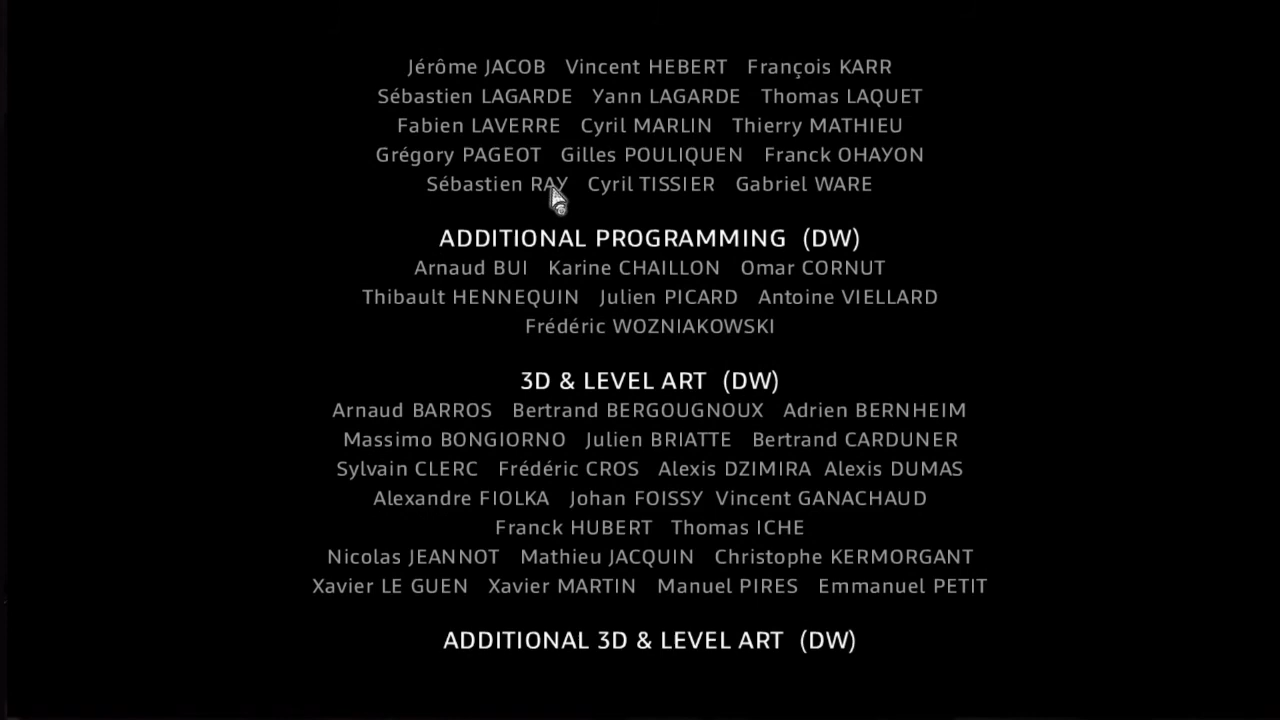 Jérôme JACOB Vincent HEBERT François KARR
Sébastien LAGARDE Yann LAGARDE Thomas LAQUET
Fabien LAVERRE Cyril MARLIN Thierry MATHIEU
Grégory PAGEOT Gilles POULIQUEN Franck OHAYON
Sébastien RAY Cyril TISSIER Gabriel WARE
ADDITIONAL PROGRAMMING (DW)
Arnaud BUI Karine CHAILLON Omar CORNUT
Thibault HENNEQUIN Julien PICARD Antoine VIELLARD
Frédéric WOZNIAKOWSKI
3D & LEVEL ART (DW)
Arnaud BARROS Bertrand BERGOUGNOUX Adrien BERNHEIM
Massimo BONGIORNO Julien BRIATTE Bertrand CARDUNER
Sylvain CLERC Frédéric CROS Alexis DZIMIRA Alexis DUMAS
Alexandre FIOLKA Johan FOISSY Vincent GANACHAUD
Franck HUBERT Thomas ICHE
Nicolas JEANNOT Mathieu JACQUIN Christophe KERMORGANT
Xavier LE GUEN Xavier MARTIN Manuel PIRES Emmanuel PETIT
ADDITIONAL 3D & LEVEL ART (DW)